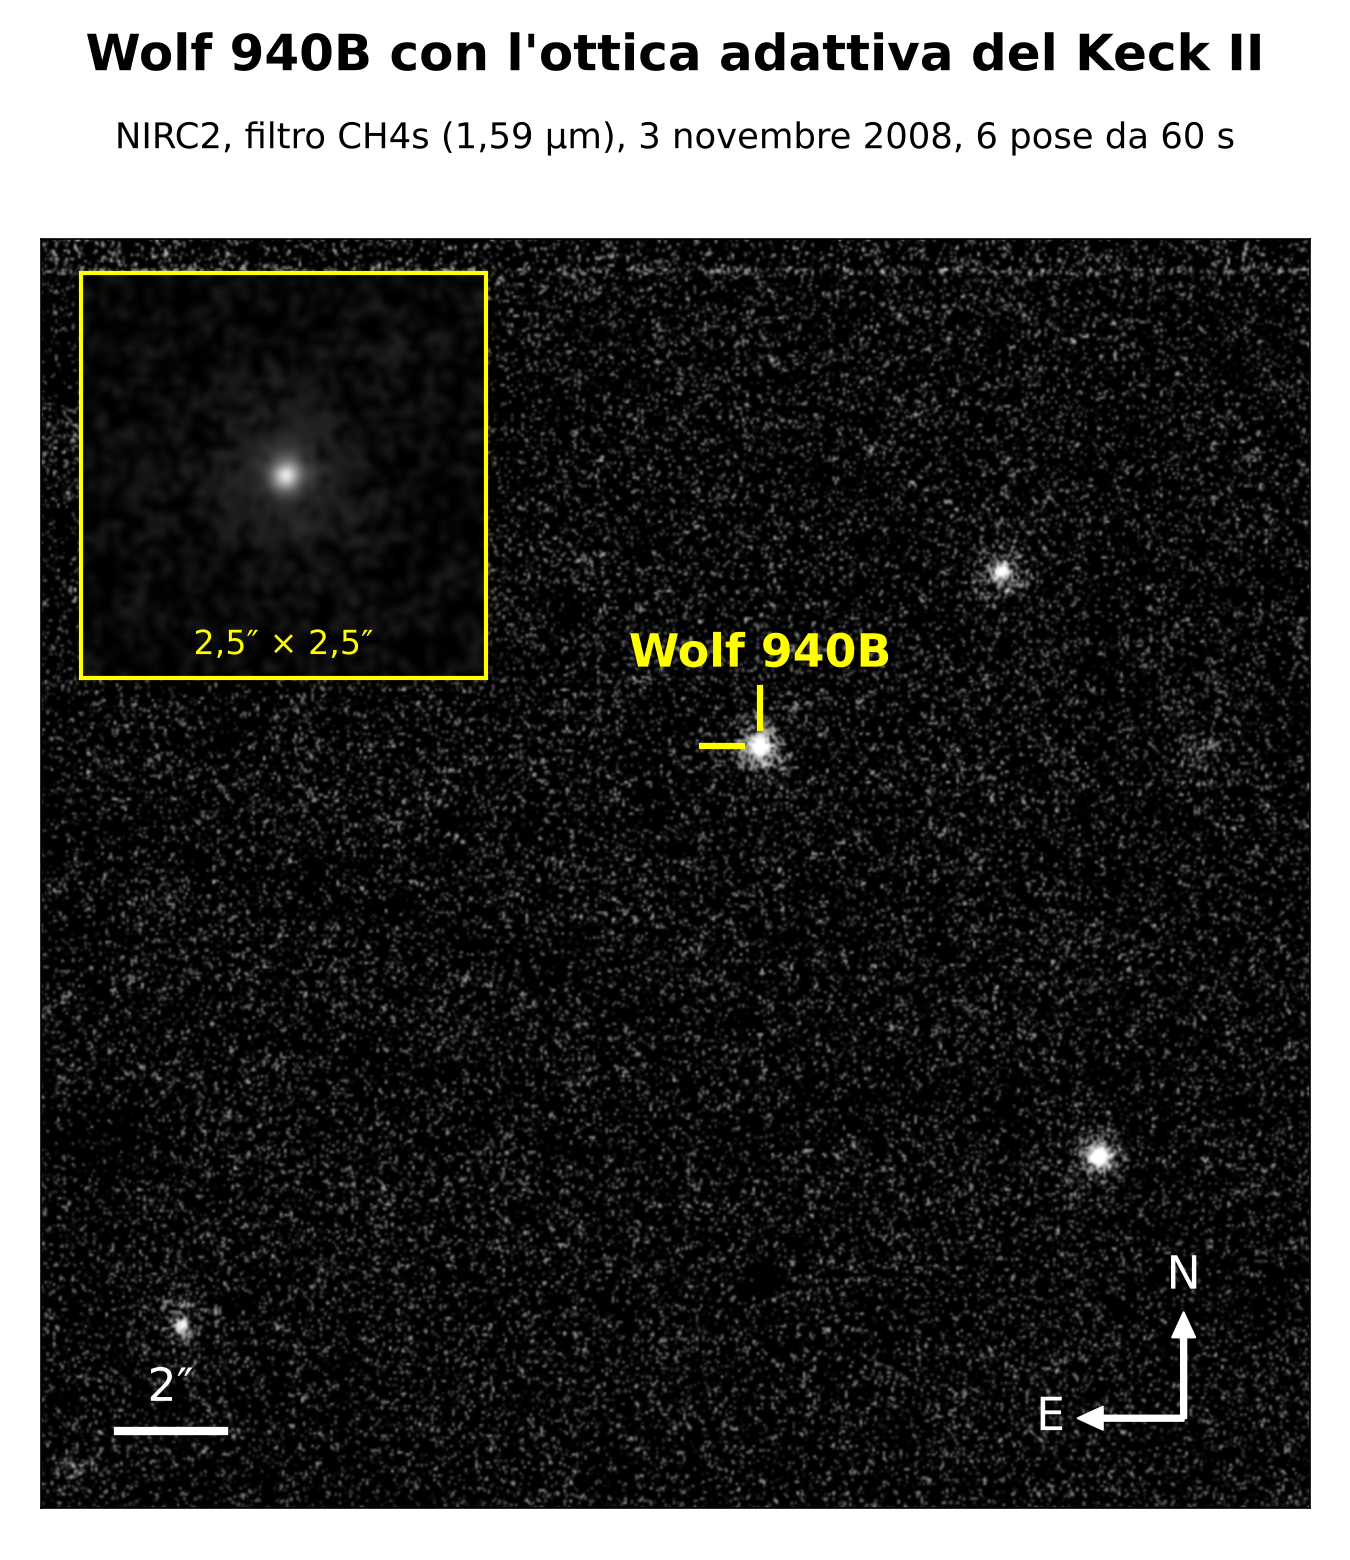 Wolf 940B con l'ottica adattiva del Keck II
NIRC2, filtro CH4s (1,59 µm), 3 novembre 2008, 6 pose da 60 s
2,5″ × 2,5″
Wolf 940B
N
E
2″